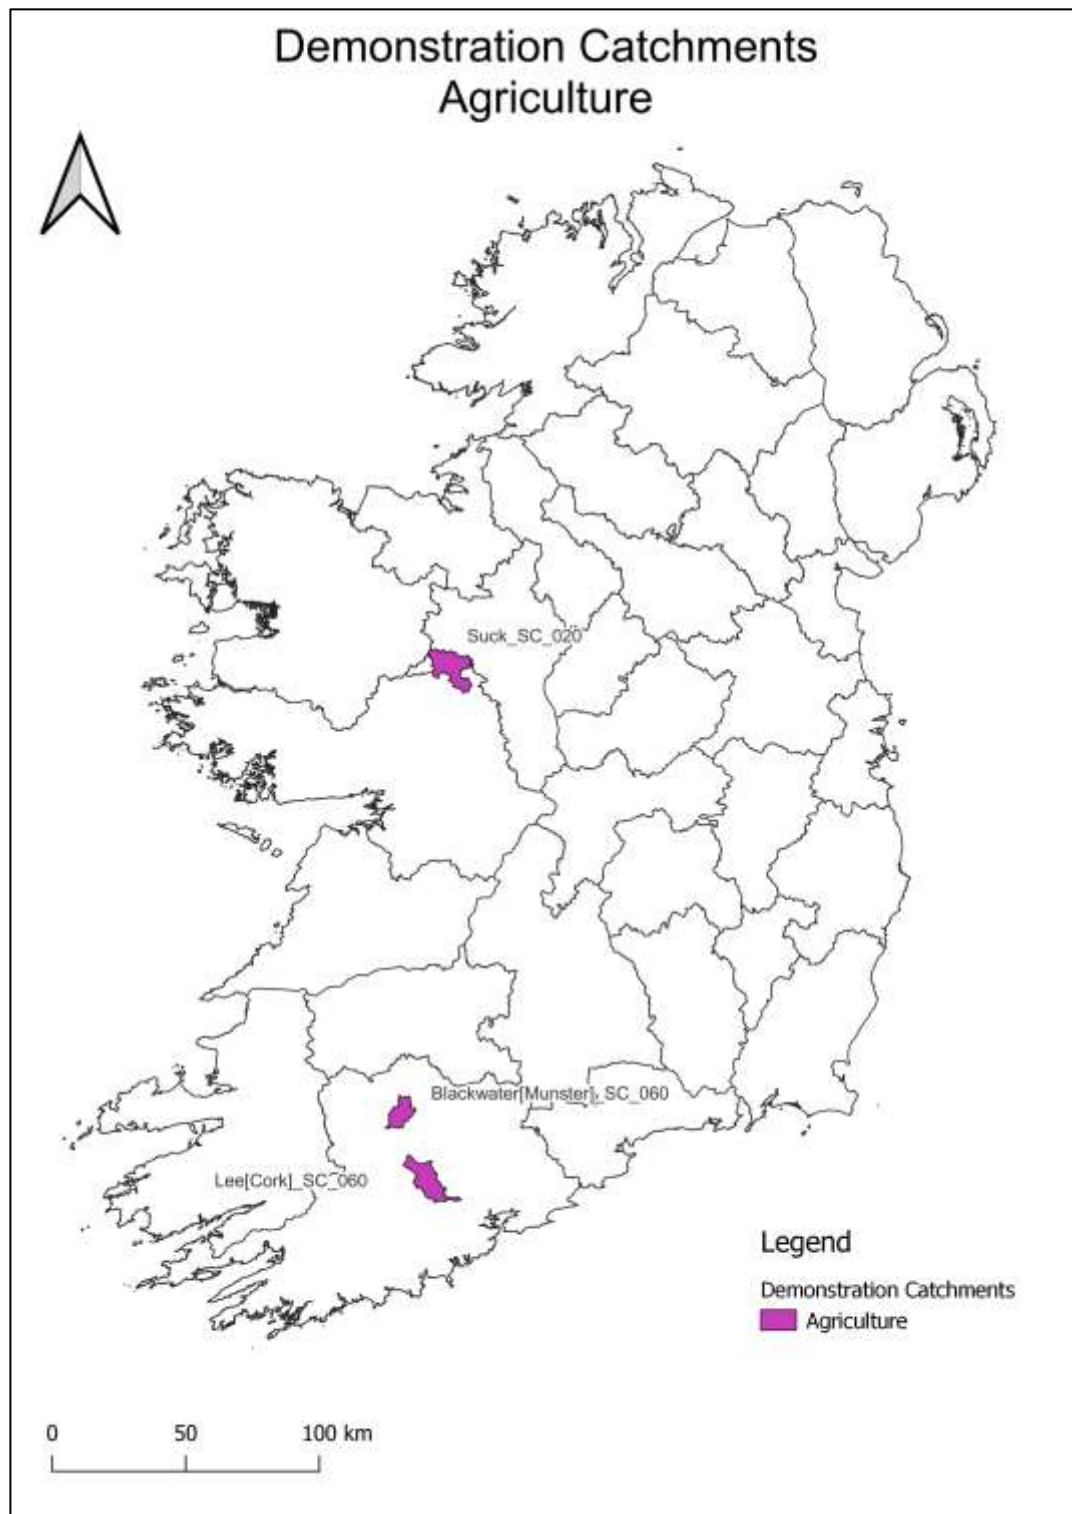 Demonstration Catchments
Agriculture
Suck_SC_020
Blackwater[Munster]_SC_060
Lee[Cork]_SC_060
Legend
Demonstration Catchments
Agriculture
0 50 100 km